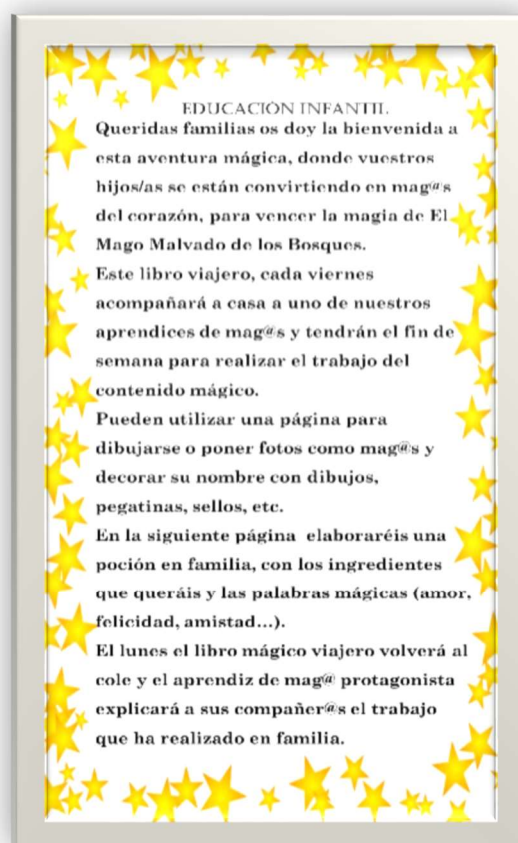 EDUCACIÓN INFANTIL.
Queridas familias os doy la bienvenida a
esta aventura mágica, donde vuestros
hijos/as se están convirtiendo en mag@s
del corazón, para vencer la magia de El
Mago Malvado de los Bosques.
Este libro viajero, cada viernes
acompañará a casa a uno de nuestros
aprendices de mag@s y tendrán el fin de
semana para realizar el trabajo del
contenido mágico.
Pueden utilizar una página para
dibujarse o poner fotos como mag@s y
decorar su nombre con dibujos,
pegatinas, sellos, etc.
En la siguiente página elaboraréis una
poción en familia, con los ingredientes
que queráis y las palabras mágicas (amor,
felicidad, amistad...).
El lunes el libro mágico viajero volverá al
cole y el aprendiz de mag@ protagonista
explicará a sus compañer@s el trabajo
que ha realizado en familia.